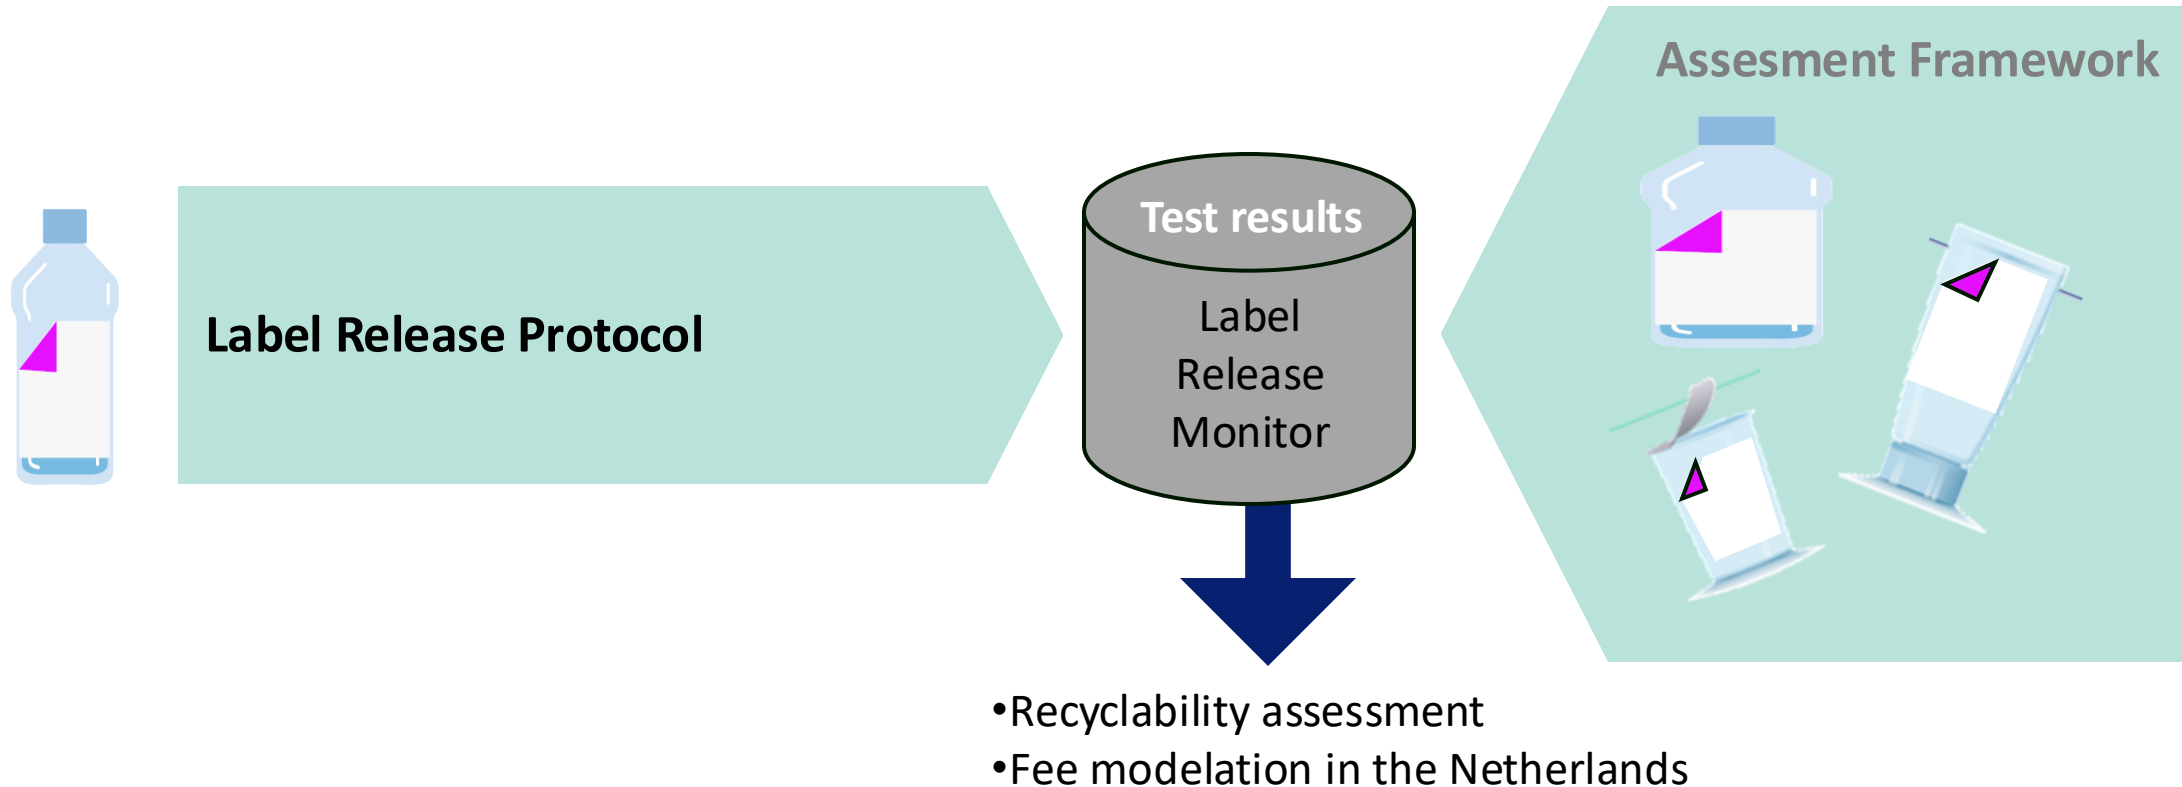 Assesment Framework
Label Release Protocol
Test results
Label
Release
Monitor
•Recyclability assessment
•Fee modelation in the Netherlands